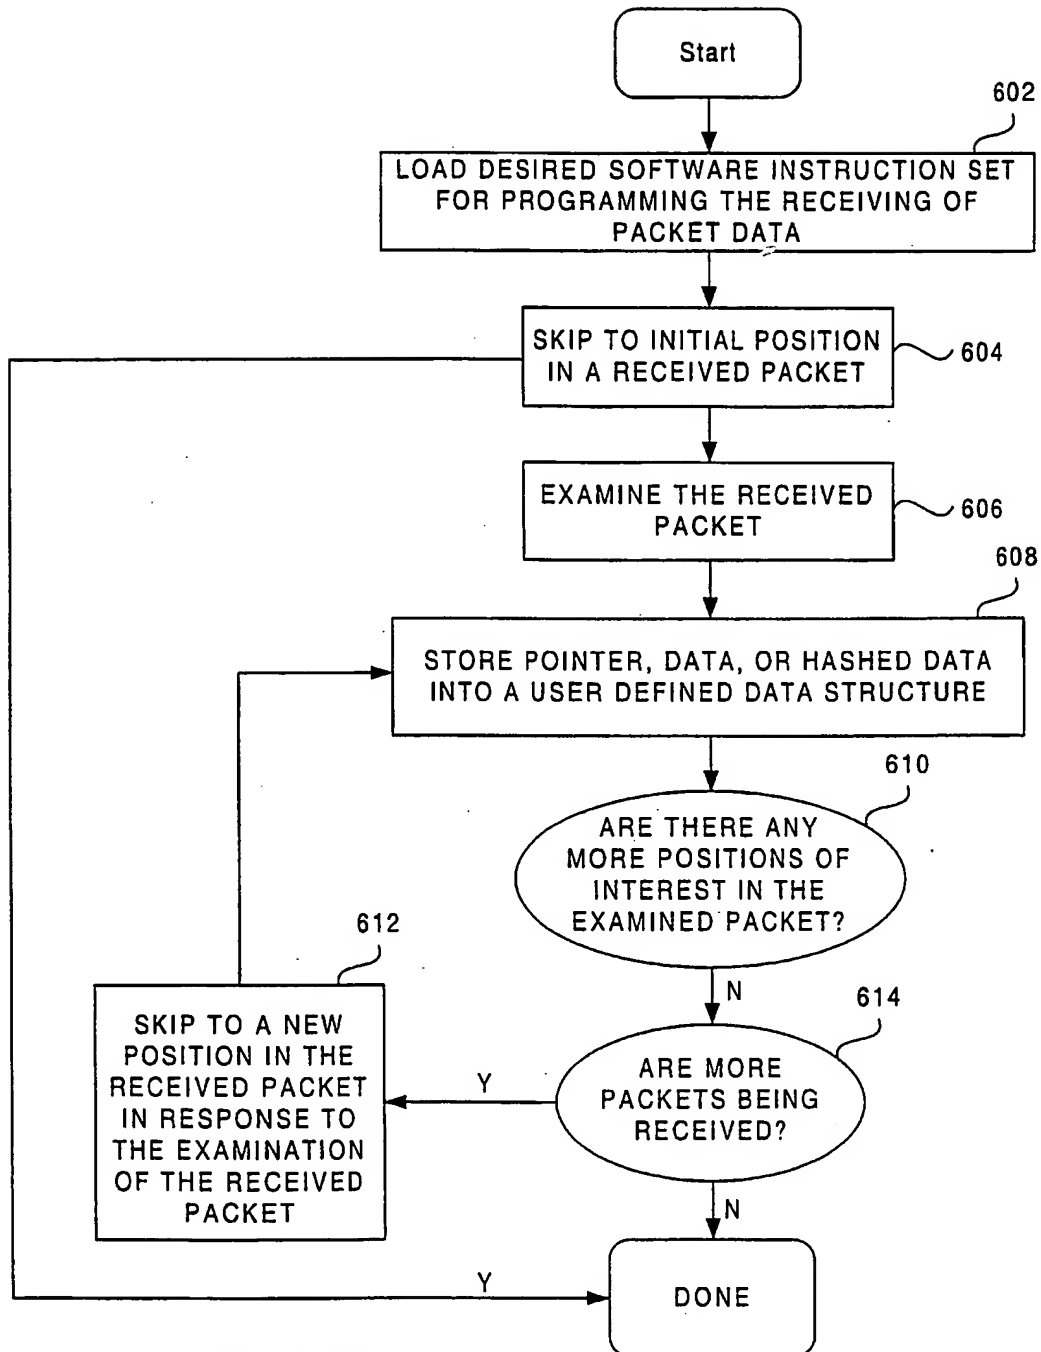 Start
602
LOAD DESIRED SOFTWARE INSTRUCTION SET
FOR PROGRAMMING THE RECEIVING OF
PACKET DATA
SKIP TO INITIAL POSITION
IN A RECEIVED PACKET
604
EXAMINE THE RECEIVED
PACKET
606
608
STORE POINTER, DATA, OR HASHED DATA
INTO A USER DEFINED DATA STRUCTURE
610
ARE THERE ANY
MORE POSITIONS OF
INTEREST IN THE
EXAMINED PACKET?
N
612
SKIP TO A NEW
POSITION IN THE
RECEIVED PACKET
IN RESPONSE TO
THE EXAMINATION
OF THE RECEIVED
PACKET
614
ARE MORE
PACKETS BEING
RECEIVED?
Y
N
Y
DONE